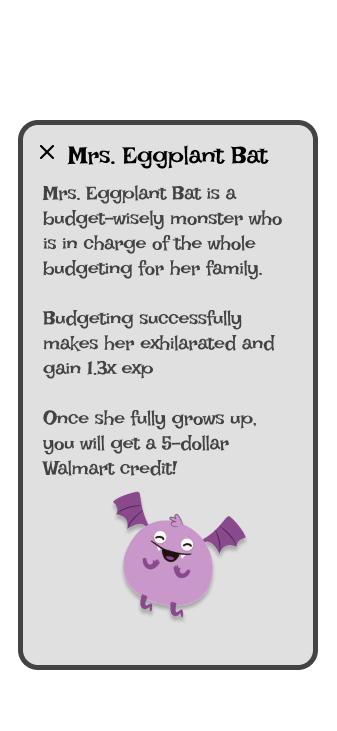 Mrs. Eggplant Bat
Mrs. Eggplant Bat is a
budget-wisely monster who
is in charge of the whole
budgeting for her family.
Budgeting successfully
makes her exhilarated and
gain 1.3x exp
Once she fully grows up,
you will get a 5-dollar
Walmart credit!